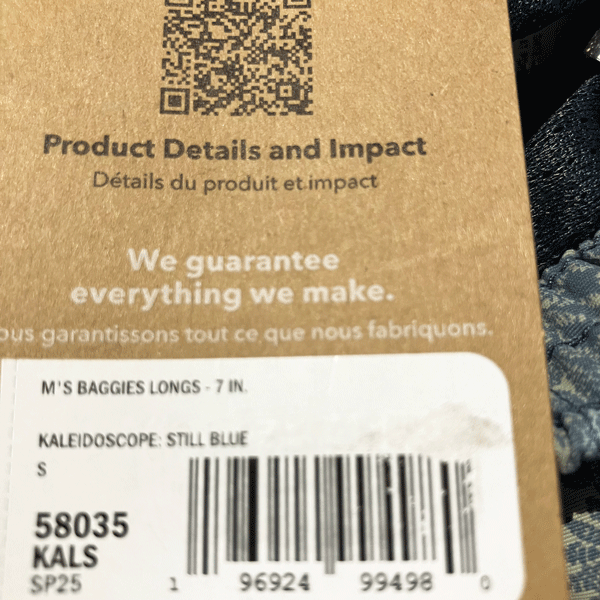 Product Details and Impact
Détails du produit et impact
We guarantee
everything we make.
ous garantissons tout ce que nous fabriquons.
M'S BAGGIES LONGS - 7 IN.
KALEIDOSCOPE: STILL BLUE
S
58035
KALS
SP25
1 96924 99498 0